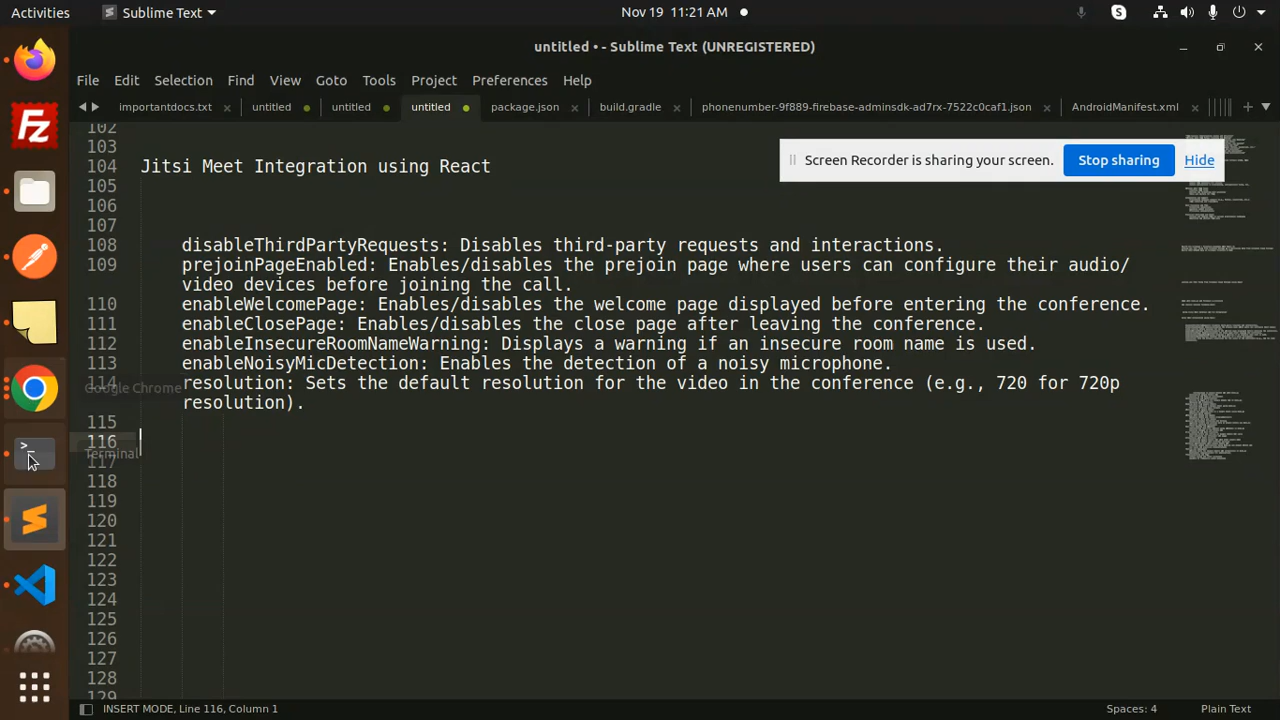 Activities
Sublime Text
Nov 19 11:21 AM
untitled • - Sublime Text (UNREGISTERED)
File Edit Selection Find View Goto Tools Project Preferences Help
importantdocs.txt untitled untitled untitled package.json build.gradle phonenumber-9f889-firebase-adminsdk-ad7rx-7522c0caf1.json AndroidManifest.xml
Screen Recorder is sharing your screen. Stop sharing Hide
102
103
104 Jitsi Meet Integration using React
105
106
107
108 disableThirdPartyRequests: Disables third-party requests and interactions.
109 prejoinPageEnabled: Enables/disables the prejoin page where users can configure their audio/
video devices before joining the call.
110 enableWelcomePage: Enables/disables the welcome page displayed before entering the conference.
111 enableClosePage: Enables/disables the close page after leaving the conference.
112 enableInsecureRoomNameWarning: Displays a warning if an insecure room name is used.
113 enableNoisyMicDetection: Enables the detection of a noisy microphone.
114 resolution: Sets the default resolution for the video in the conference (e.g., 720 for 720p
resolution).
Google Chrome
115
116
Terminal
117
118
119
120
121
122
123
124
125
126
127
128
129
INSERT MODE, Line 116, Column 1
Spaces: 4
Plain Text